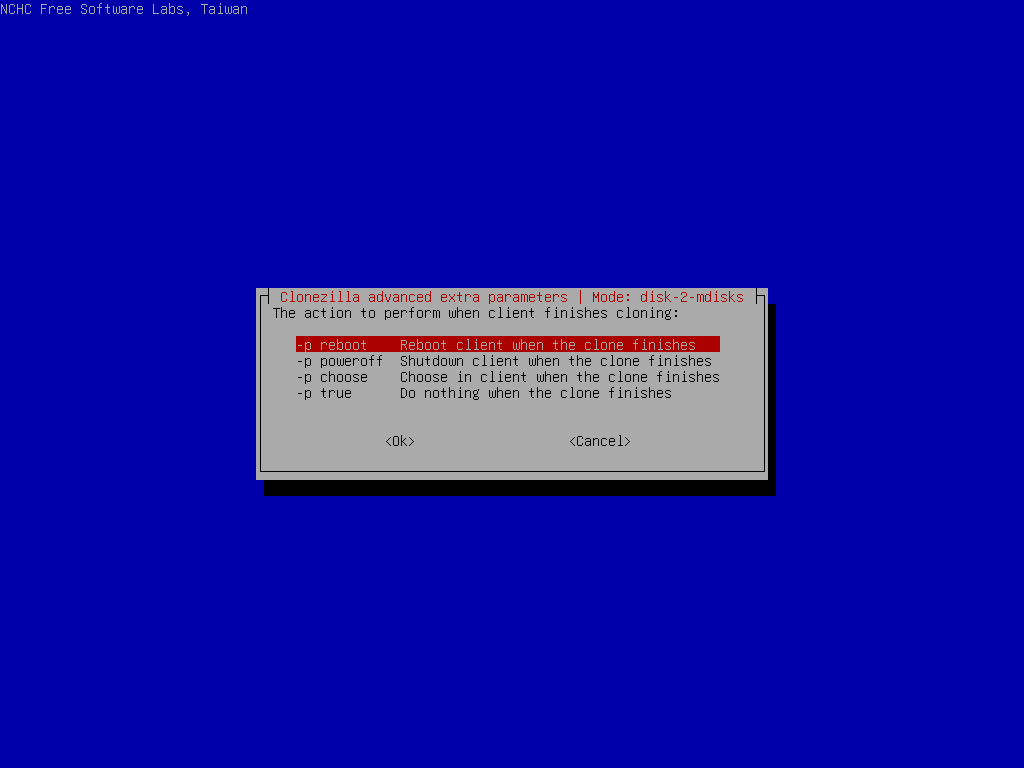 NCHC Free Software Labs, Taiwan
Clonezilla advanced extra parameters | Mode: disk-2-mdisks
The action to perform when client finishes cloning:
-p reboot    Reboot client when the clone finishes
-p poweroff  Shutdown client when the clone finishes
-p choose    Choose in client when the clone finishes
-p true      Do nothing when the clone finishes
<Ok>    <Cancel>